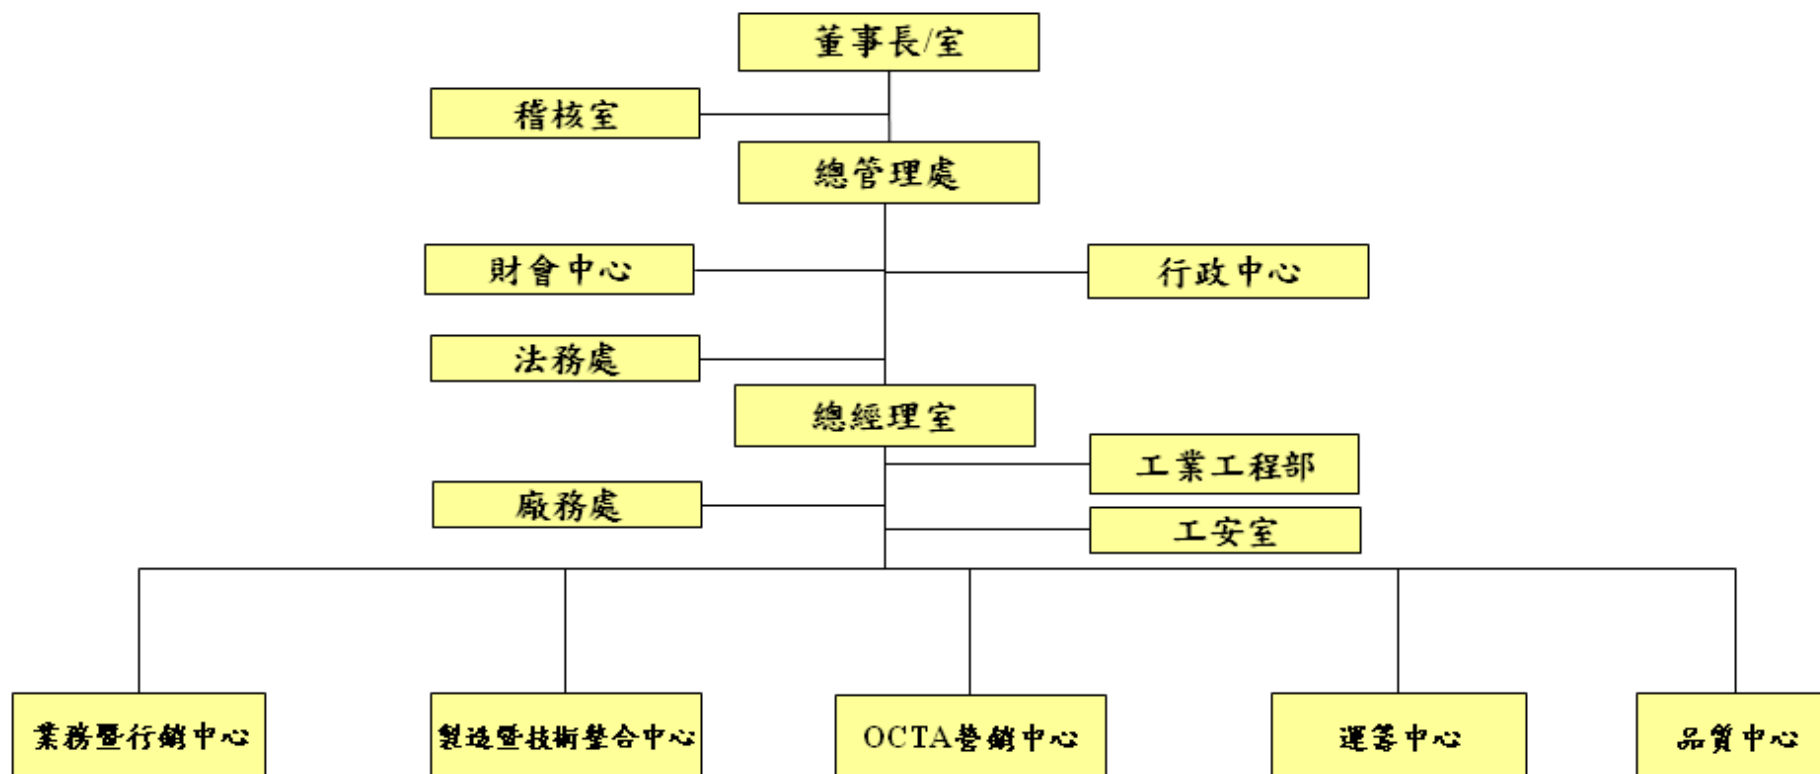 董事長/室
稽核室
總管理處
財會中心
行政中心
法務處
總經理室
工業工程部
廠務處
工安室
業務暨行銷中心
製造暨技術整合中心
OCTA營銷中心
運籌中心
品質中心